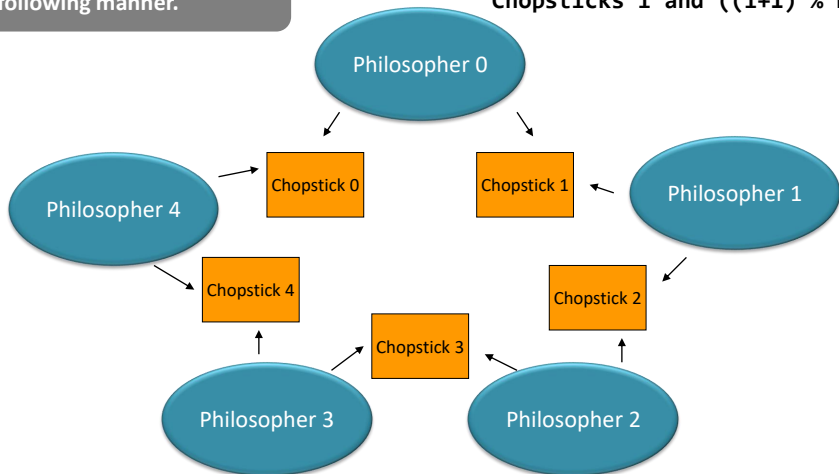 following manner.
Chopsticks i and ((i+1) %
Philosopher 0
Chopstick 0
Chopstick 1
Philosopher 4
Philosopher 1
Chopstick 4
Chopstick 2
Chopstick 3
Philosopher 3
Philosopher 2